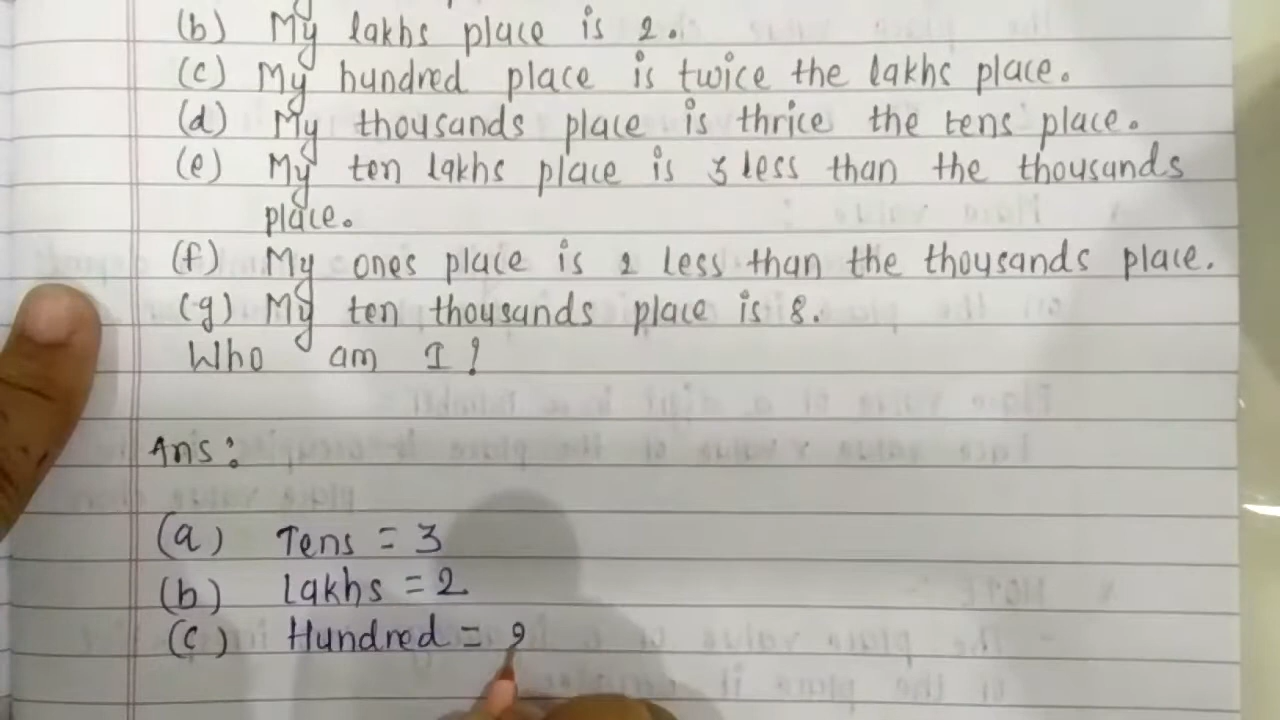 (b) My lakhs place is 2.
(c) My hundred place is twice the lakhs place.
(d) My thousands place is thrice the tens place.
(e) My ten lakhs place is 3 less than the thousands
place.
(f) My ones place is 2 less than the thousands place.
(g) My ten thousands place is 8.
Who am I?
Ans:
(a) Tens = 3
(b) Lakhs = 2
(c) Hundred = 2